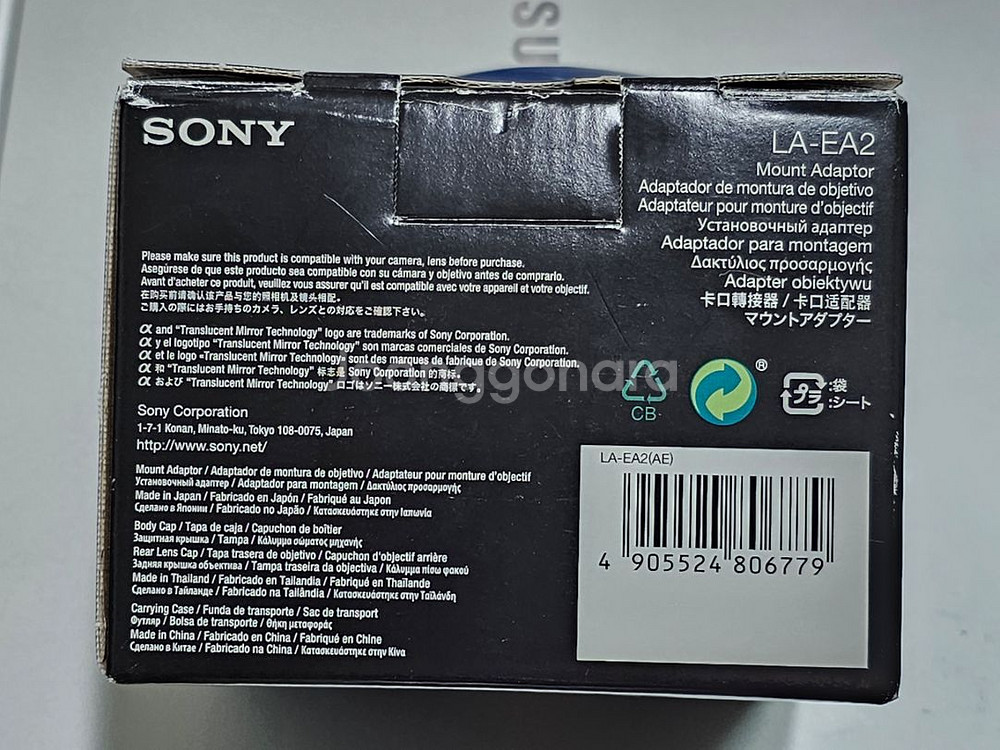 sns
SONY
LA-EA2
Mount Adaptor
Adaptador de montura de objetivo
Adaptateur pour monture d'objectif
Установочный адаптер
Adaptador para montagem
Δακτύλιος προσαρμογής
Adapter obiektywu
卡口轉接器 / 卡口适配器
マウントアダプター
Please make sure this product is compatible with your camera, lens before purchase.
Asegúrese de que este producto sea compatible con su cámara y objetivo antes de comprarlo.
Avant d'acheter ce produit, veuillez vous assurer qu'il est compatible avec votre appareil et votre objectif.
在购买前请确认该产品与您的照相机及镜头相配。
ご購入の際にはお手持ちのカメラ、レンズとの対応をご確認下さい。
α and "Translucent Mirror Technology" logo are trademarks of Sony Corporation.
α y el logotipo "Translucent Mirror Technology" son marcas comerciales de Sony Corporation.
α et le logo «Translucent Mirror Technology» sont des marques de fabrique de Sony Corporation.
α 和 "Translucent Mirror Technology" 标志是 Sony Corporation 的商标。
α および "Translucent Mirror Technology" ロゴはソニー株式会社の商標です。
ggonara
CB
®
プラ :袋
:シート
Sony Corporation
1-7-1 Konan, Minato-ku, Tokyo 108-0075, Japan
http://www.sony.net/
Mount Adaptor / Adaptador de montura de objetivo / Adaptateur pour monture d'objectif
Установочный адаптер / Adaptador para montagem / Δακτύλιος προσαρμογής
Made in Japan / Fabricado en Japón / Fabriqué au Japon
Сделано в Японии / Fabricado no Japão / Κατασκευάστηκε στην Ιαπωνία
Body Cap / Tapa de caja / Capuchon de boîtier
Защитная крышка / Tampa / Κάλυμμα σώματος μηχανής
Rear Lens Cap / Tapa trasera de objetivo / Capuchon d'objectif arrière
Задняя крышка объектива / Tampa traseira da objectiva / Κάλυμμα πίσω φακού
Made in Thailand / Fabricado en Tailandia / Fabriqué en Thaïlande
Сделано в Таиланде / Fabricado na Tailândia / Κατασκευάστηκε στην Ταϊλάνδη
Carrying Case / Funda de transporte / Sac de transport
Футляр / Bolsa de transporte / Θήκη μεταφοράς
Made in China / Fabricado en China / Fabriqué en Chine
Сделано в Китае / Fabricado na China / Κατασκευάστηκε στην Κίνα
LA-EA2(AE)
4 905524 806779